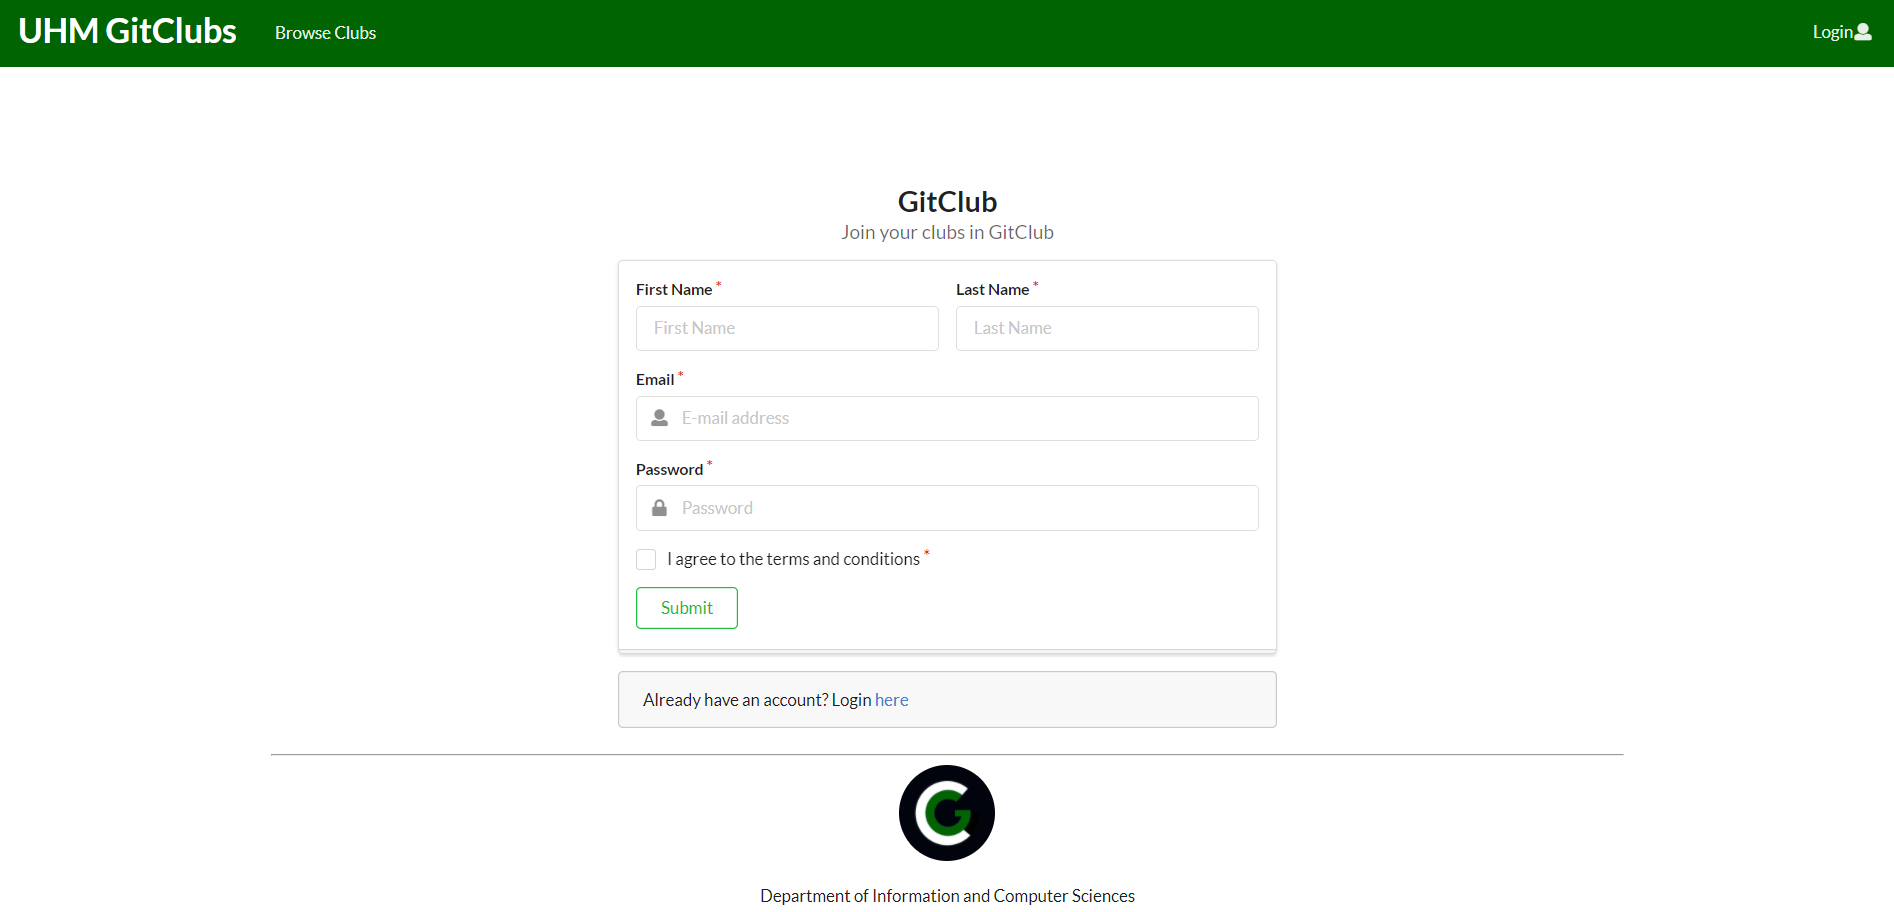 UHM GitClubs
Browse Clubs
Login
GitClub
Join your clubs in GitClub
First Name *
Last Name *
First Name
Last Name
Email *
E-mail address
Password *
Password
I agree to the terms and conditions *
Submit
Already have an account? Login here
Department of Information and Computer Sciences